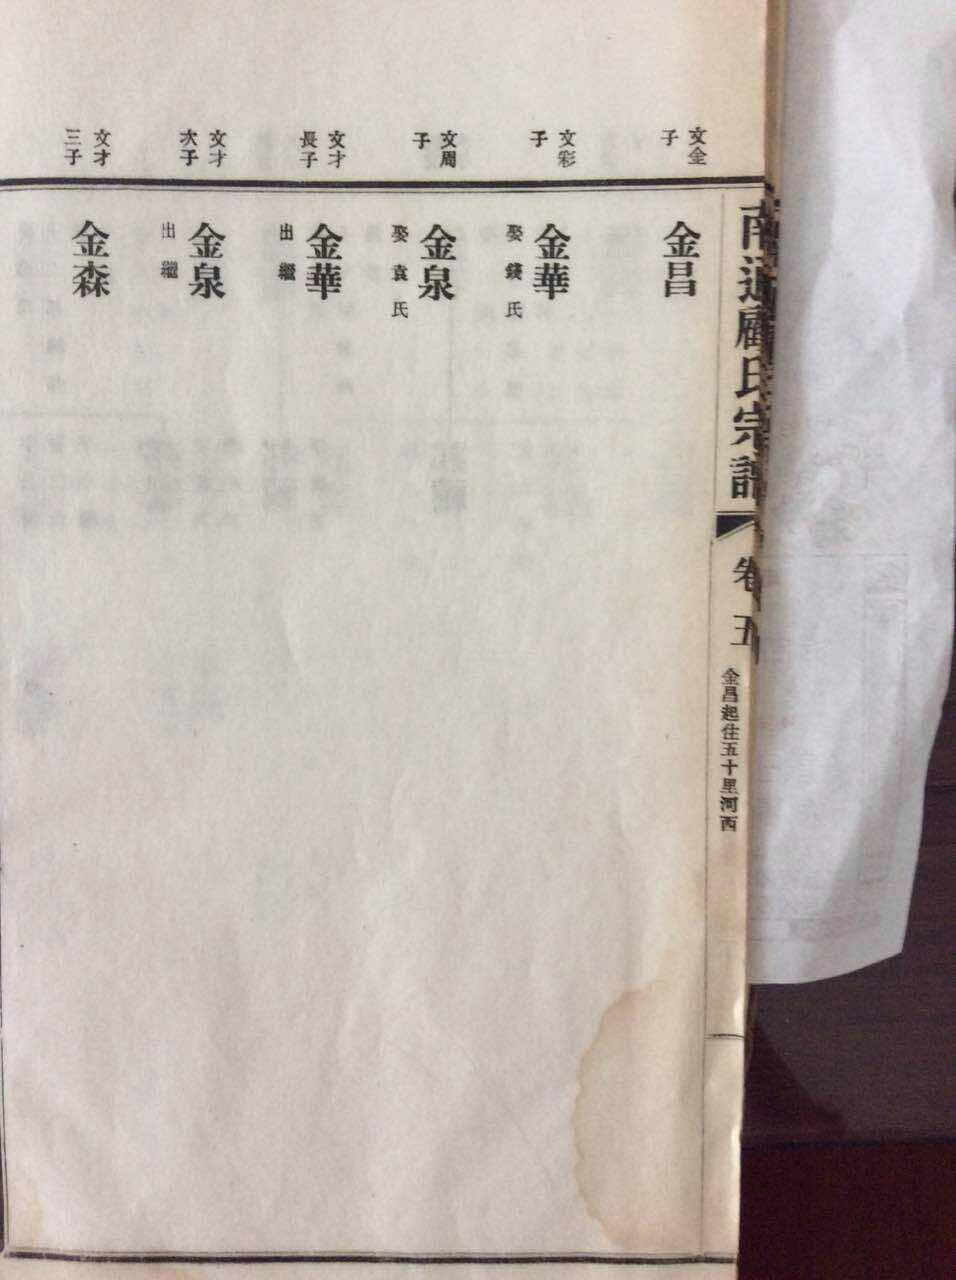 南通顧氏宗譜
卷五
金昌起住五十里河西
文金
子
金昌
文彩
子
金華
娶錢氏
文周
子
金泉
娶袁氏
文才
長子
金華
出繼
文才
次子
金泉
出繼
文才
三子
金森